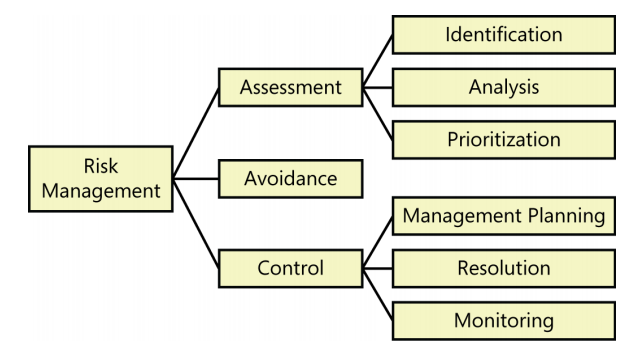 Identification
Assessment
Analysis
Prioritization
Risk
Management
Avoidance
Management Planning
Control
Resolution
Monitoring